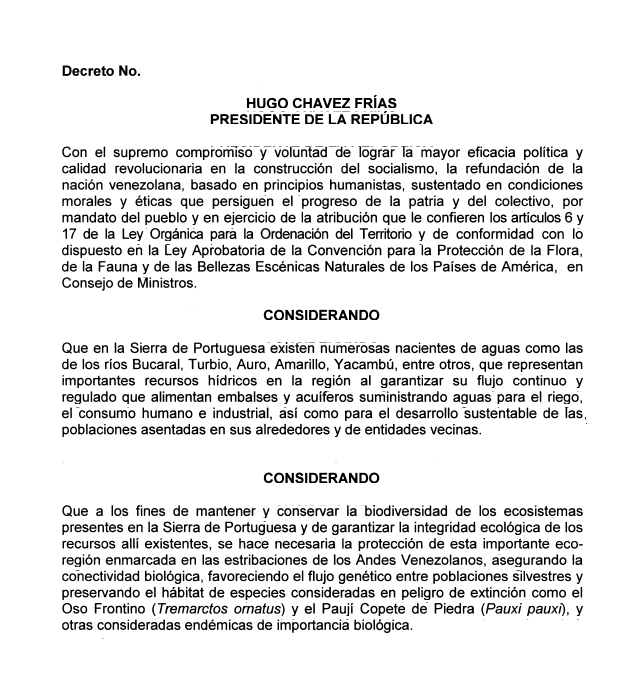 Decreto No.
HUGO CHAVEZ FRÍAS
PRESIDENTE DE LA REPÚBLICA
Con el supremo compromiso y voluntad de lograr la mayor eficacia política y
calidad revolucionaria en la construcción del socialismo, la refundación de la
nación venezolana, basado en principios humanistas, sustentado en condiciones
morales y éticas que persiguen el progreso de la patria y del colectivo, por
mandato del pueblo y en ejercicio de la atribución que le confieren los artículos 6 y
17 de la Ley Orgánica para la Ordenación del Territorio y de conformidad con lo
dispuesto en la Ley Aprobatoria de la Convención para la Protección de la Flora,
de la Fauna y de las Bellezas Escénicas Naturales de los Países de América, en
Consejo de Ministros.
CONSIDERANDO
Que en la Sierra de Portuguesa existen numerosas nacientes de aguas como las
de los ríos Bucaral, Turbio, Auro, Amarillo, Yacambú, entre otros, que representan
importantes recursos hídricos en la región al garantizar su flujo continuo y
regulado que alimentan embalses y acuíferos suministrando aguas para el riego,
el consumo humano e industrial, así como para el desarrollo sustentable de las
poblaciones asentadas en sus alrededores y de entidades vecinas.
CONSIDERANDO
Que a los fines de mantener y conservar la biodiversidad de los ecosistemas
presentes en la Sierra de Portuguesa y de garantizar la integridad ecológica de los
recursos allí existentes, se hace necesaria la protección de esta importante eco-
región enmarcada en las estribaciones de los Andes Venezolanos, asegurando la
conectividad biológica, favoreciendo el flujo genético entre poblaciones silvestres y
preservando el hábitat de especies consideradas en peligro de extinción como el
Oso Frontino (Tremarctos ornatus) y el Paují Copete de Piedra (Pauxi pauxi), y
otras consideradas endémicas de importancia biológica.